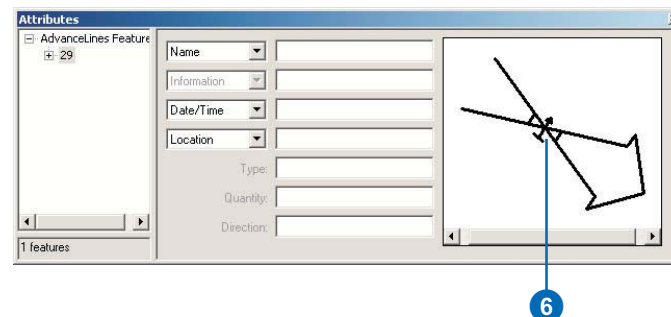 Attributes
AdvanceLines Feature
29
1 features
Name
Information
Date/Time
Location
Type:
Quantity:
Direction:
6